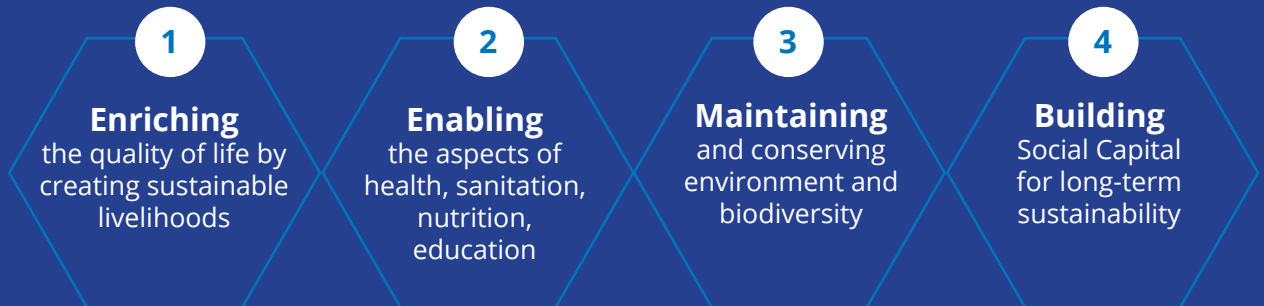 1
Enriching
the quality of life by
creating sustainable
livelihoods
2
Enabling
the aspects of
health, sanitation,
nutrition,
education
3
Maintaining
and conserving
environment and
biodiversity
4
Building
Social Capital
for long-term
sustainability